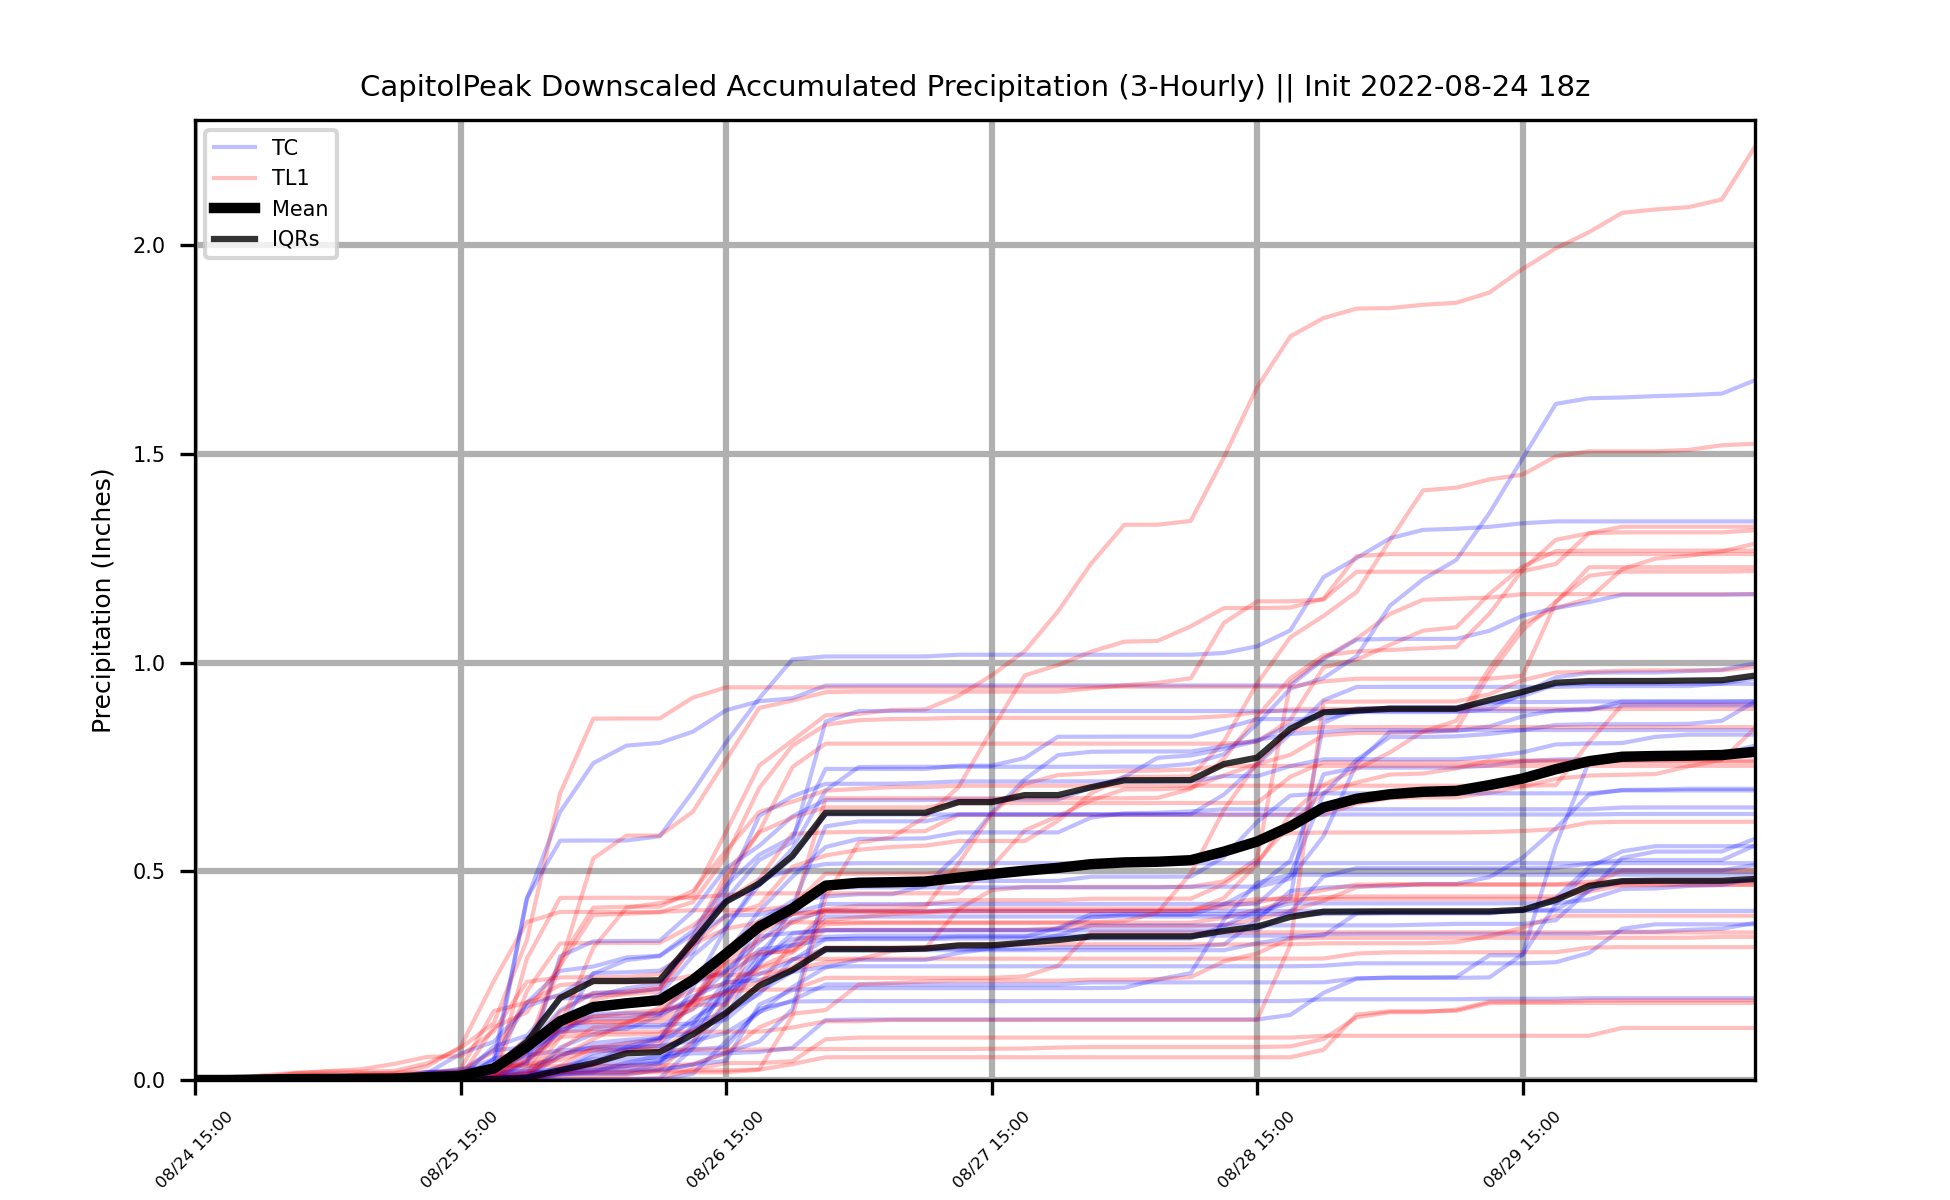 CapitolPeak Downscaled Accumulated Precipitation (3-Hourly) || Init 2022-08-24 18z
TC
TL1
Mean
IQRs
Precipitation (Inches)
2.0
1.5
1.0
0.5
0.0
08/24 15:00
08/25 15:00
08/26 15:00
08/27 15:00
08/28 15:00
08/29 15:00